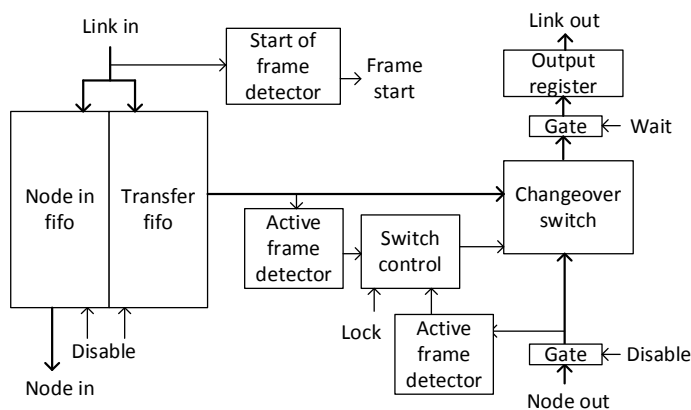 Link in
Start of
frame
detector
Frame
start
Link out
Output
register
Gate
Wait
Node in
fifo
Transfer
fifo
Changeover
switch
Active
frame
detector
Switch
control
Lock
Active
frame
detector
Disable
Gate
Disable
Node in
Node out